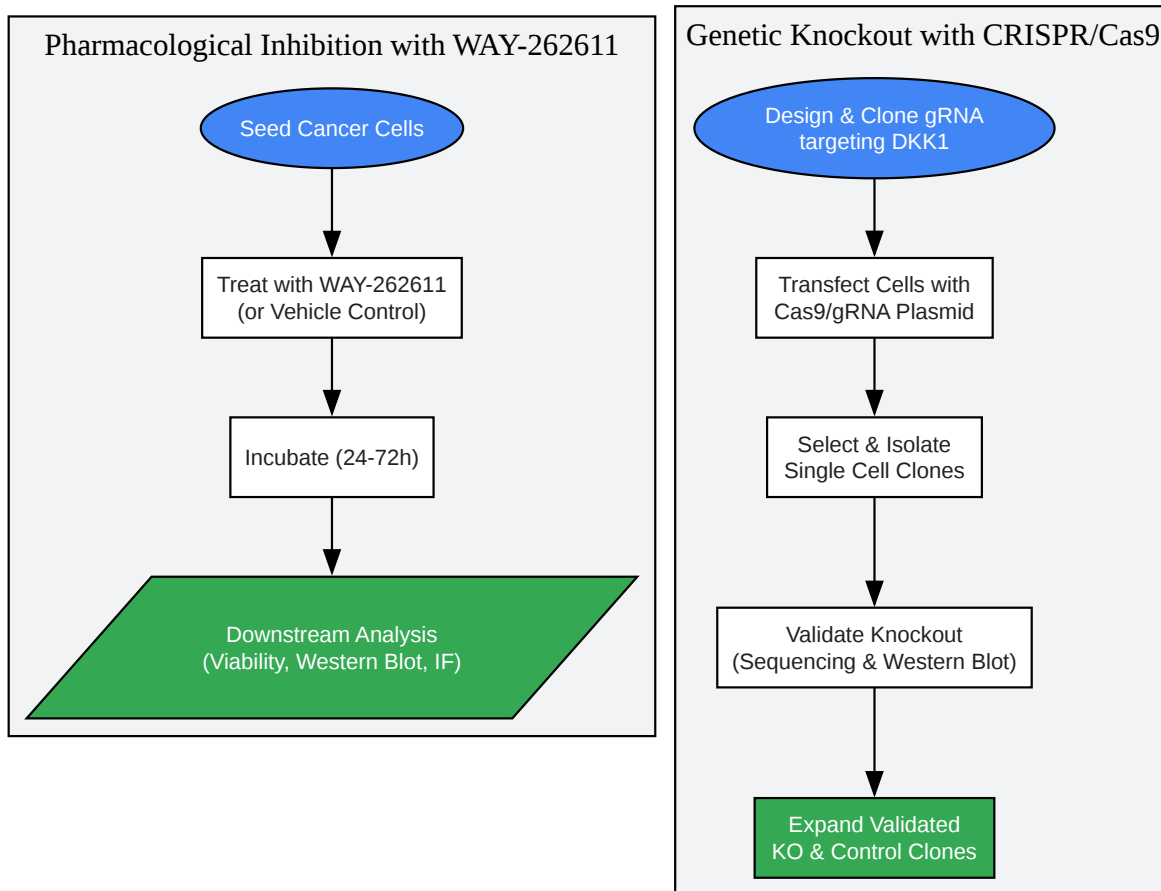 Pharmacological Inhibition with WAY-262611
Seed Cancer Cells
Treat with WAY-262611
(or Vehicle Control)
Incubate (24-72h)
Downstream Analysis
(Viability, Western Blot, IF)
Genetic Knockout with CRISPR/Cas9
Design & Clone gRNA
targeting DKK1
Transfect Cells with
Cas9/gRNA Plasmid
Select & Isolate
Single Cell Clones
Validate Knockout
(Sequencing & Western Blot)
Expand Validated
KO & Control Clones